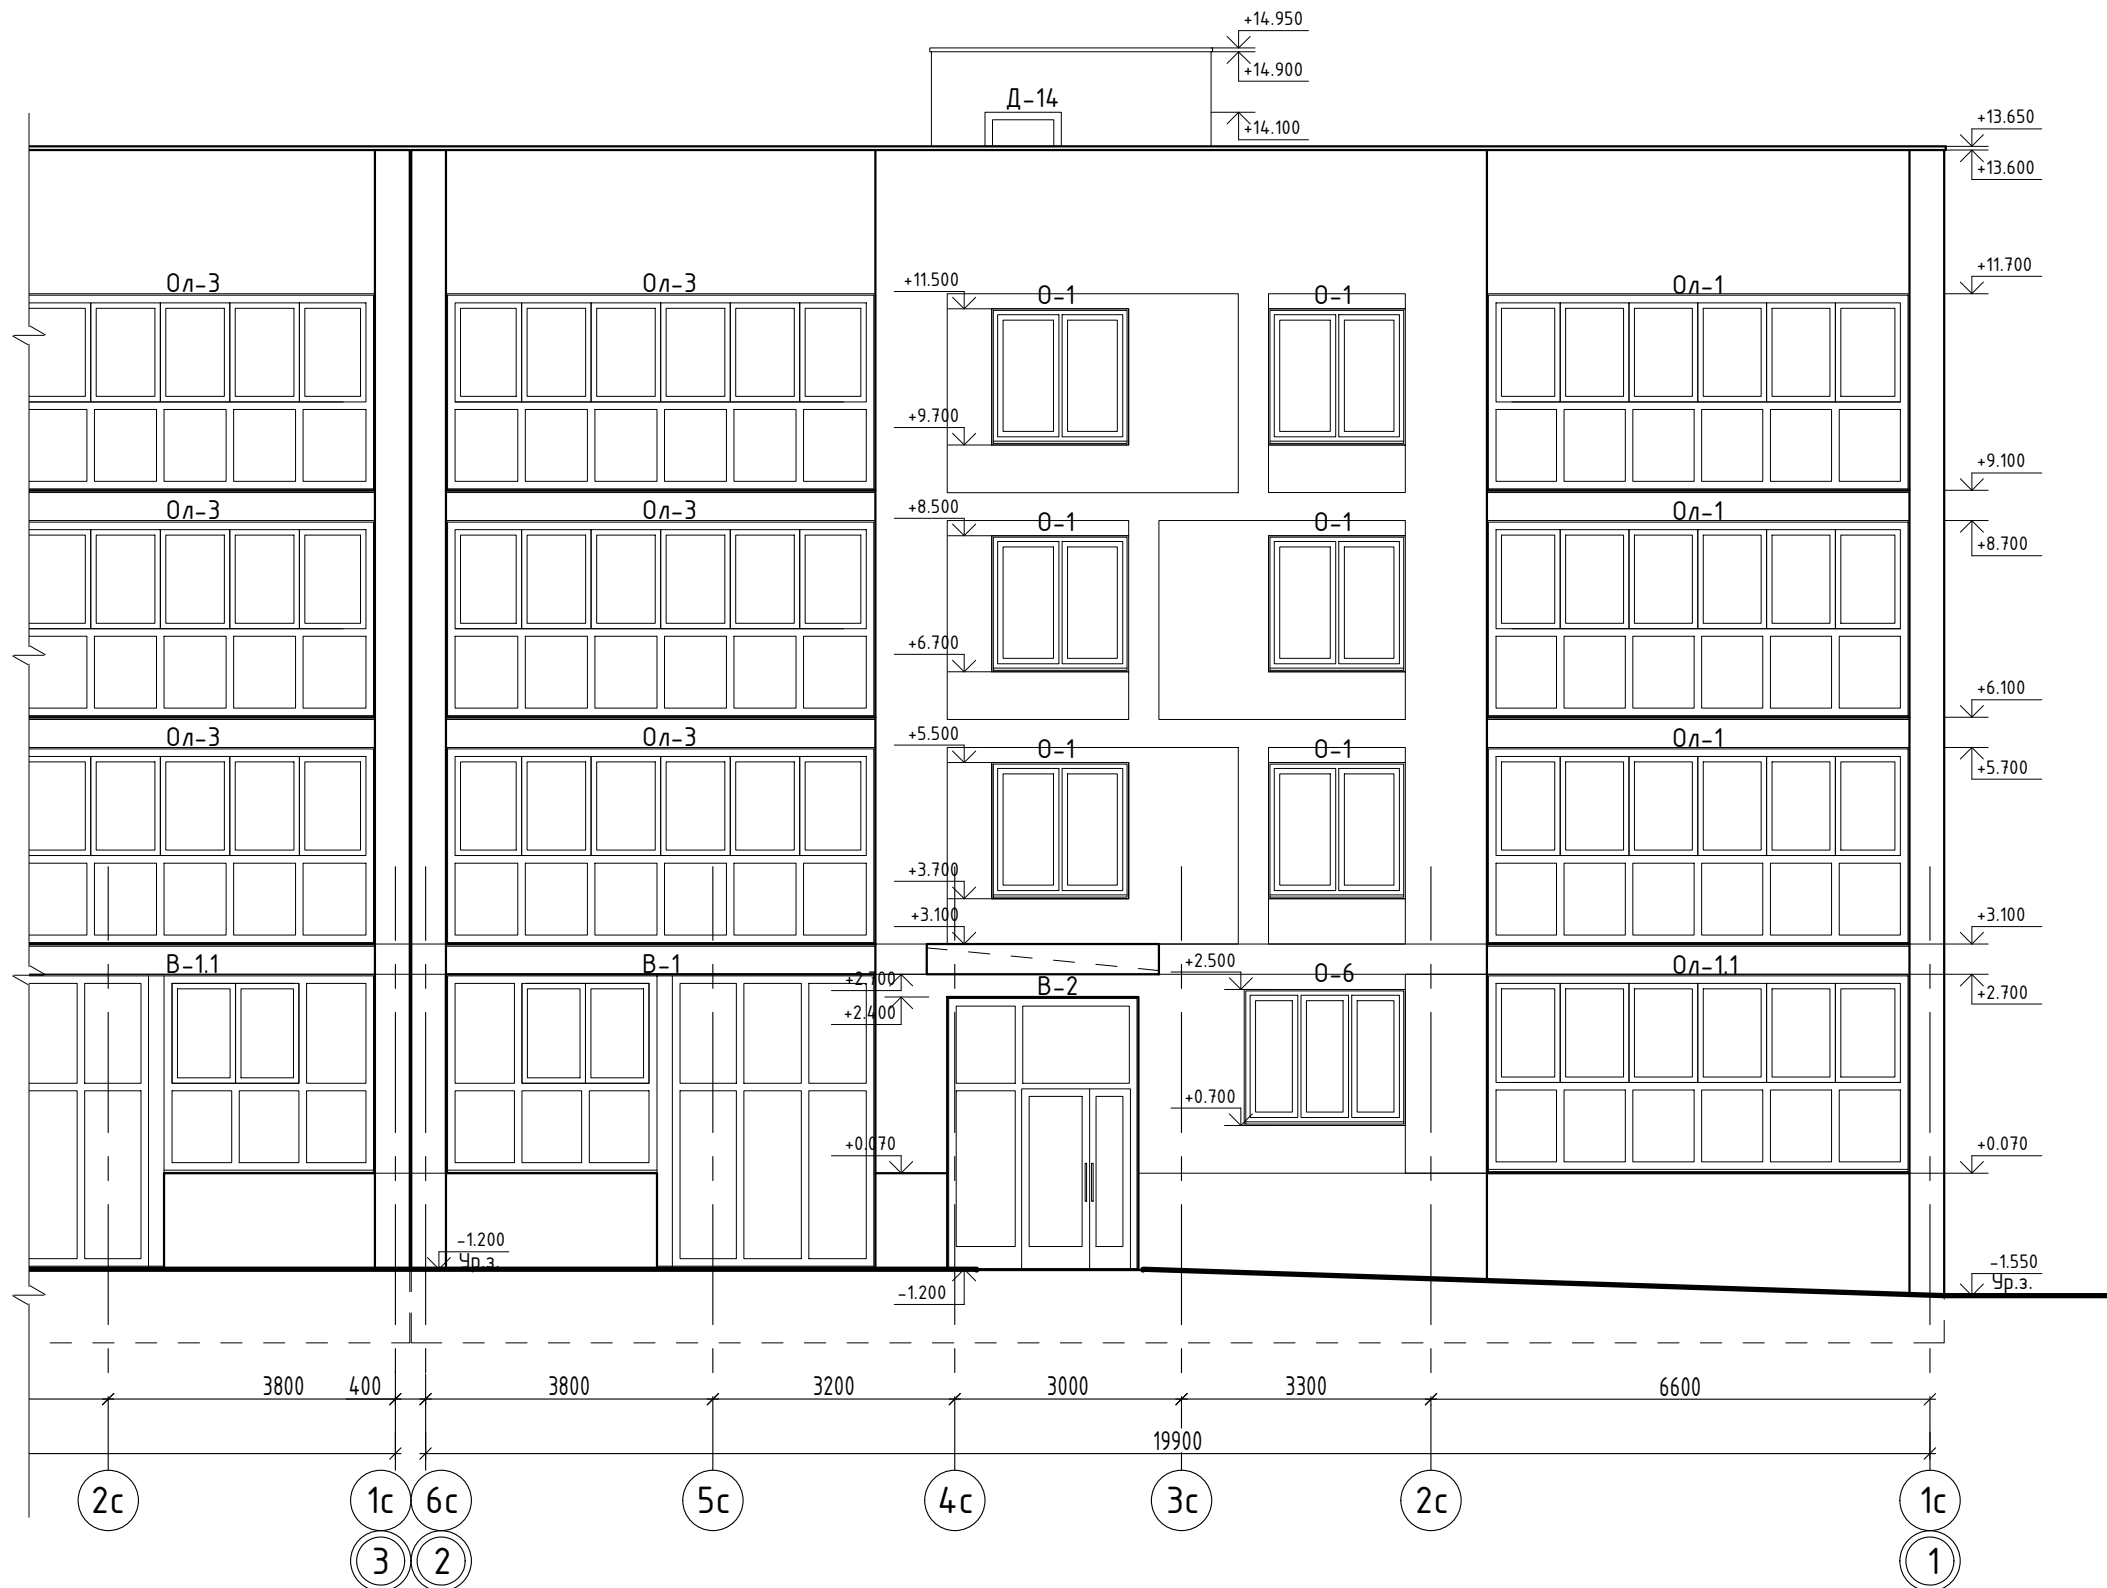 +14.950
+14.900
Д-14
+14.100
+13.650
+13.600
Ол-3
Ол-3
+11.500
О-1
О-1
Ол-1
+11.700
+9.700
+9.100
Ол-3
Ол-3
+8.500
О-1
О-1
Ол-1
+8.700
+6.700
+6.100
Ол-3
Ол-3
+5.500
О-1
О-1
Ол-1
+5.700
+3.700
+3.100
+3.100
В-1.1
В-1
+2.700
+2.400
В-2
+2.500
О-6
Ол-1.1
+2.700
+0.700
+0.070
+0.070
-1.200
Ур.з.
-1.200
-1.550
Ур.з.
3800 400 3800 3200 3000 3300 6600
19900
2с 1с 6с 5с 4с 3с 2с 1с
3 2 1